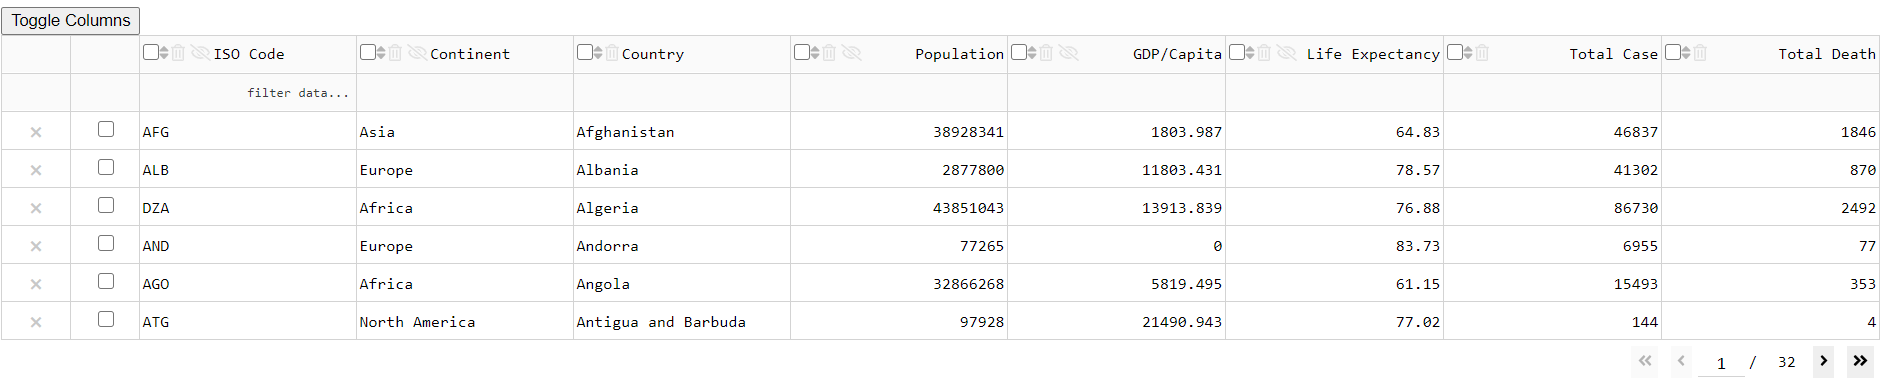 Toggle Columns
ISO Code Continent Country Population GDP/Capita Life Expectancy Total Case Total Death
filter data...
AFG Asia Afghanistan 38928341 1803.987 64.83 46837 1846
ALB Europe Albania 2877800 11803.431 78.57 41302 870
DZA Africa Algeria 43851043 13913.839 76.88 86730 2492
AND Europe Andorra 77265 0 83.73 6955 77
AGO Africa Angola 32866268 5819.495 61.15 15493 353
ATG North America Antigua and Barbuda 97928 21490.943 77.02 144 4
1 / 32